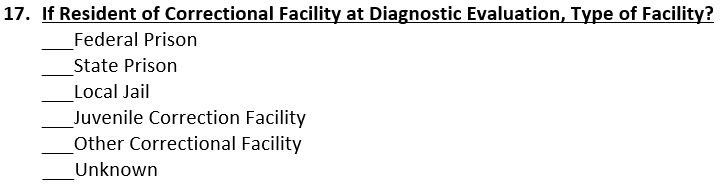 17. If Resident of Correctional Facility at Diagnostic Evaluation, Type of Facility?
___Federal Prison
___State Prison
___Local Jail
___Juvenile Correction Facility
___Other Correctional Facility
___Unknown